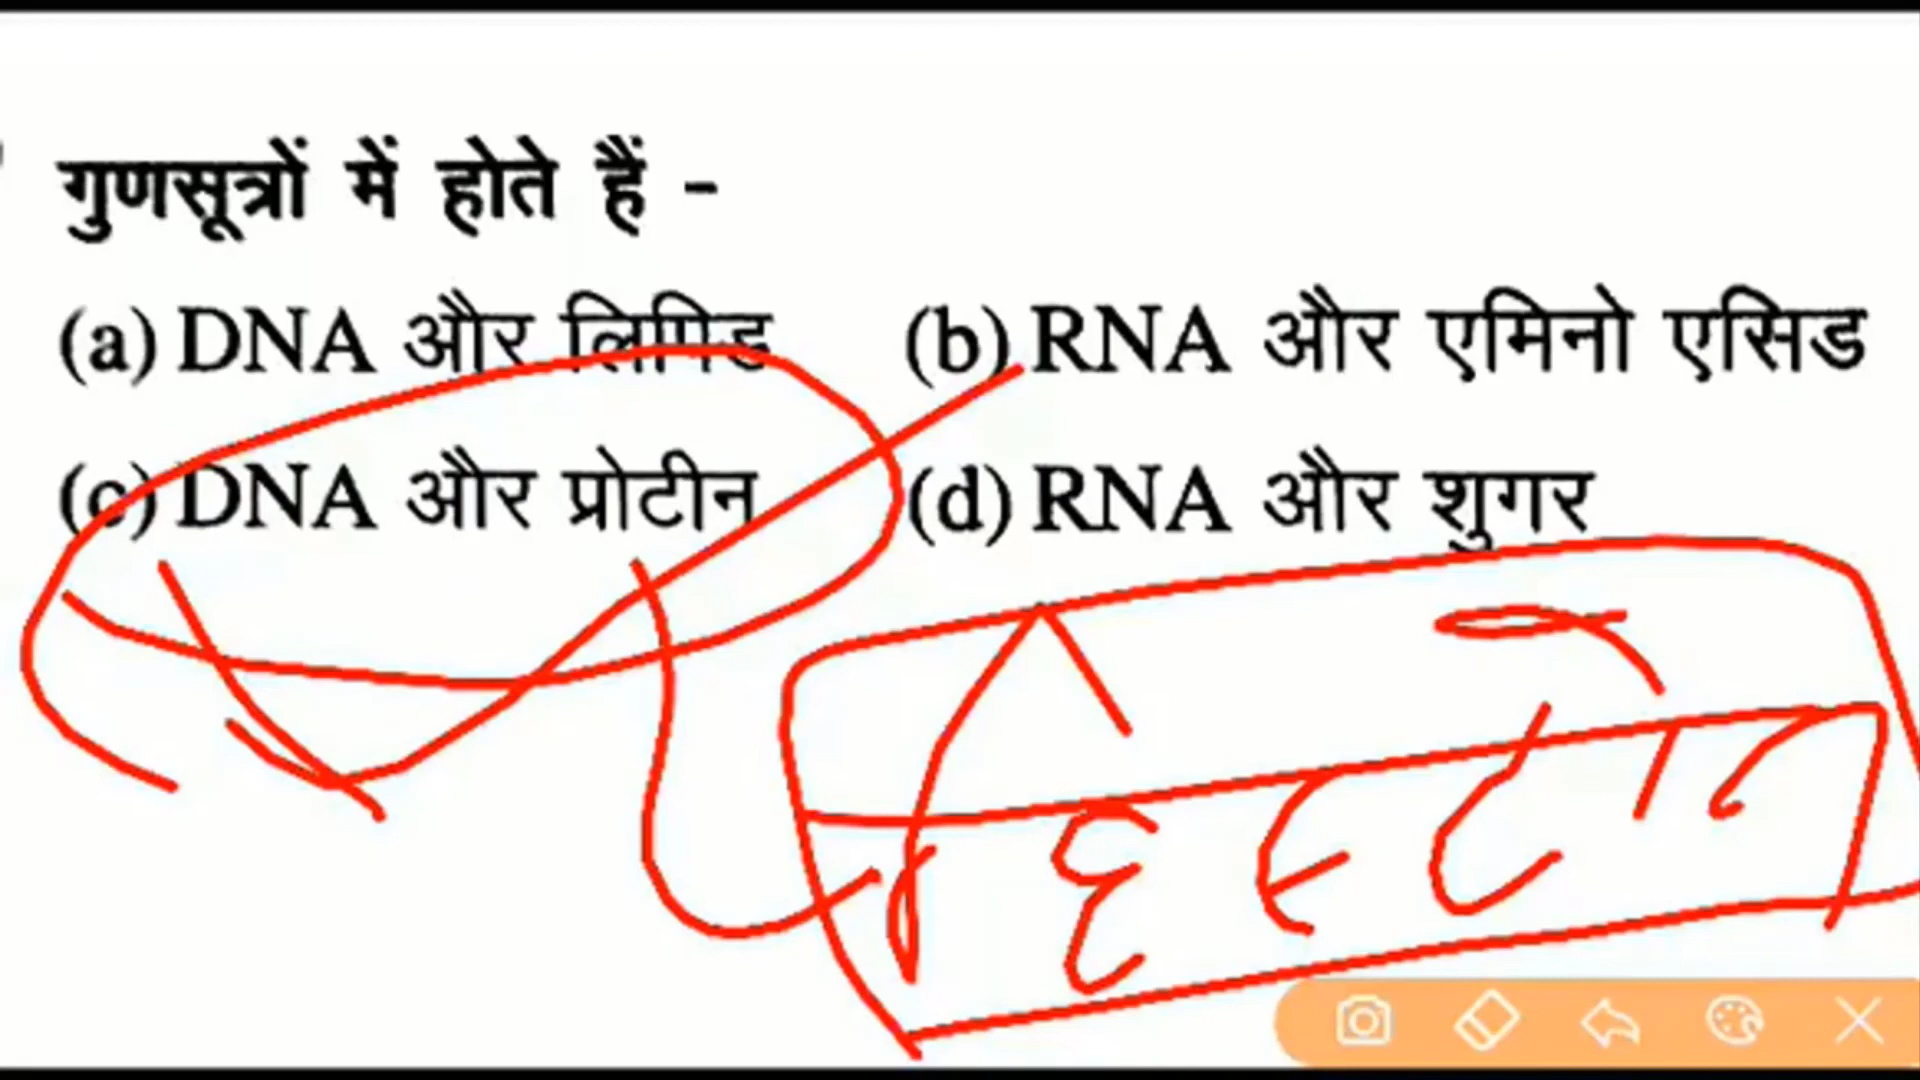 गुणसूत्रों में होते हैं -
(a) DNA और लिपिड (b) RNA और एमिनो एसिड
(c) DNA और प्रोटीन (d) RNA और शुगर
हिस्टोन